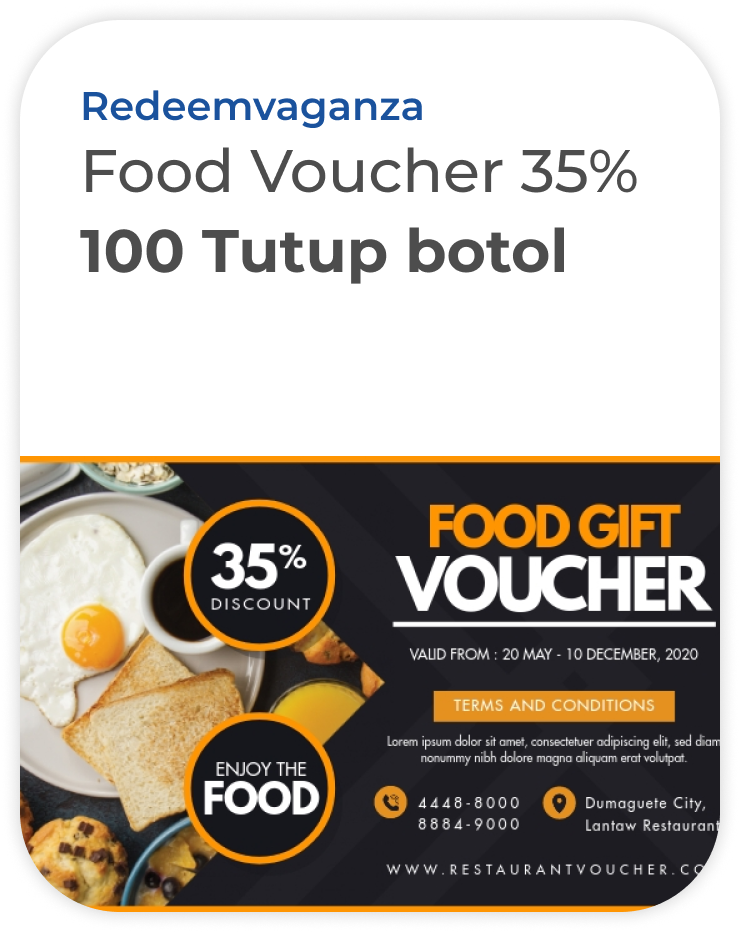 Redeemvaganza
Food Voucher 35%
100 Tutup botol
35%
DISCOUNT
ENJOY THE
FOOD
FOOD GIFT
VOUCHER
VALID FROM : 20 MAY - 10 DECEMBER, 2020
TERMS AND CONDITIONS
Lorem ipsum dolor sit amet, consectetuer adipiscing elit, sed diam
nonummy nibh dolore magna aliquam erat volutpat.
4448-8000
8884-9000
Dumaguete City,
Lantaw Restaurant
WWW.RESTAURANTVOUCHER.CO